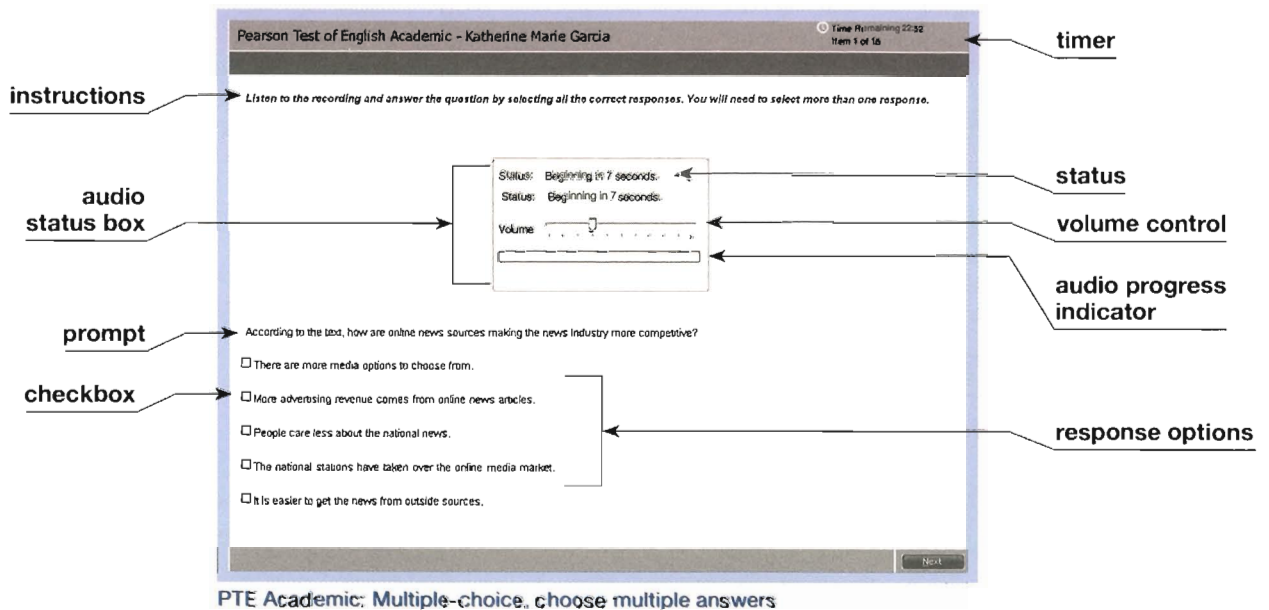 Pearson Test of English Academic - Katherine Marie Garcia
Time Remaining 22:52
Item 1 of 16
timer
instructions
Listen to the recording and answer the question by selecting all the correct responses. You will need to select more than one response.
audio
status box
Status: Beginning in 7 seconds.
Status: Beginning in 7 seconds.
Volume
status
volume control
audio progress
indicator
prompt
According to the text, how are online news sources making the news industry more competitive?
There are more media options to choose from.
checkbox
More advertising revenue comes from online news articles.
People care less about the national news.
response options
The national stations have taken over the online media market.
It is easier to get the news from outside sources.
Next
PTE Academic: Multiple-choice, choose multiple answers